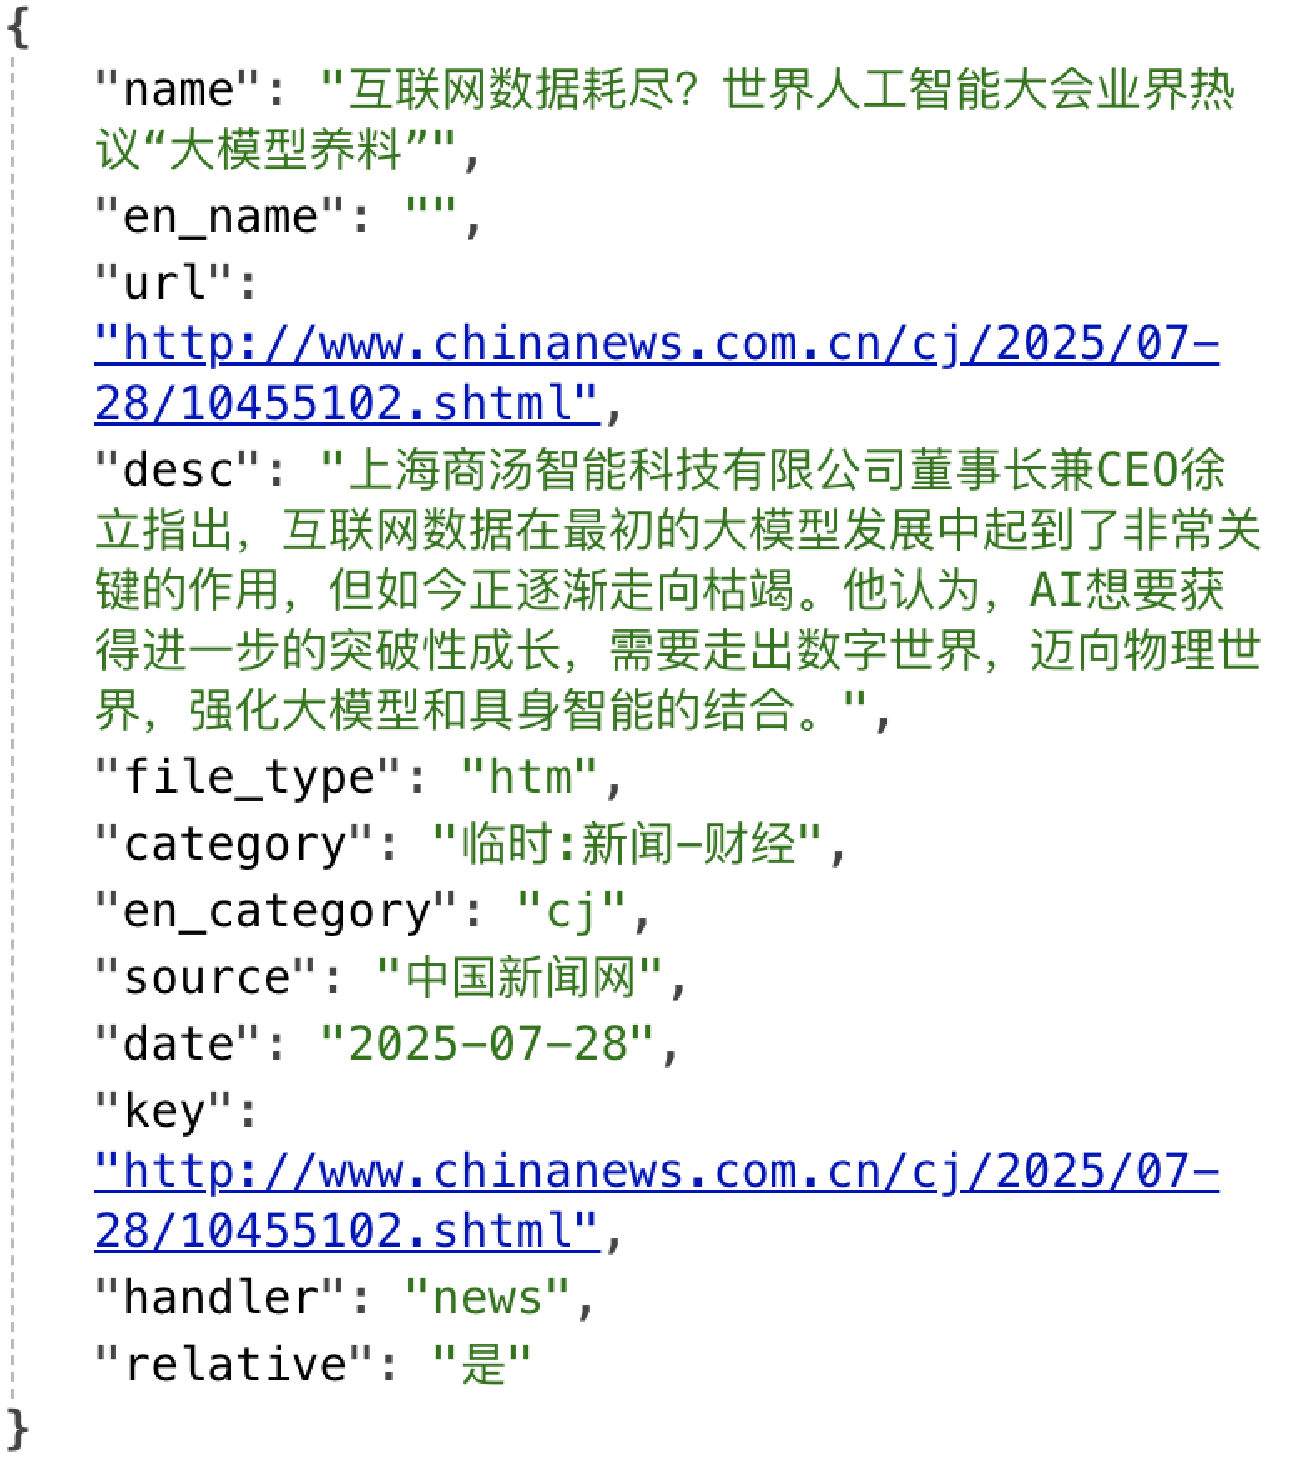 {
"name": "互联网数据耗尽？世界人工智能大会业界热
议“大模型养料”",
"en_name": "",
"url":
"http://www.chinanews.com.cn/cj/2025/07-
28/10455102.shtml",
"desc": "上海商汤智能科技有限公司董事长兼CEO徐
立指出，互联网数据在最初的大模型发展中起到了非常关
键的作用，但如今正逐渐走向枯竭。他认为，AI想要获
得进一步的突破性成长，需要走出数字世界，迈向物理世
界，强化大模型和具身智能的结合。",
"file_type": "htm",
"category": "临时:新闻-财经",
"en_category": "cj",
"source": "中国新闻网",
"date": "2025-07-28",
"key":
"http://www.chinanews.com.cn/cj/2025/07-
28/10455102.shtml",
"handler": "news",
"relative": "是"
}